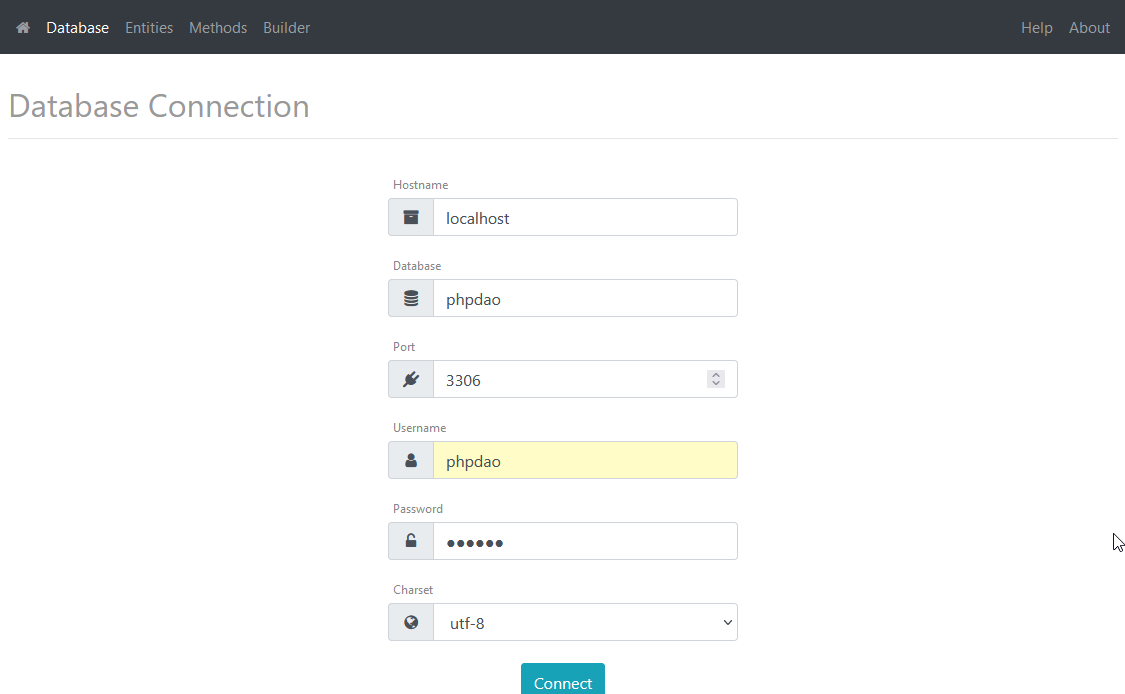 Database Entities Methods Builder Help About
Database Connection
Hostname
localhost
Database
phpdao
Port
3306
Username
phpdao
Password
●●●●●●
Charset
utf-8
Connect